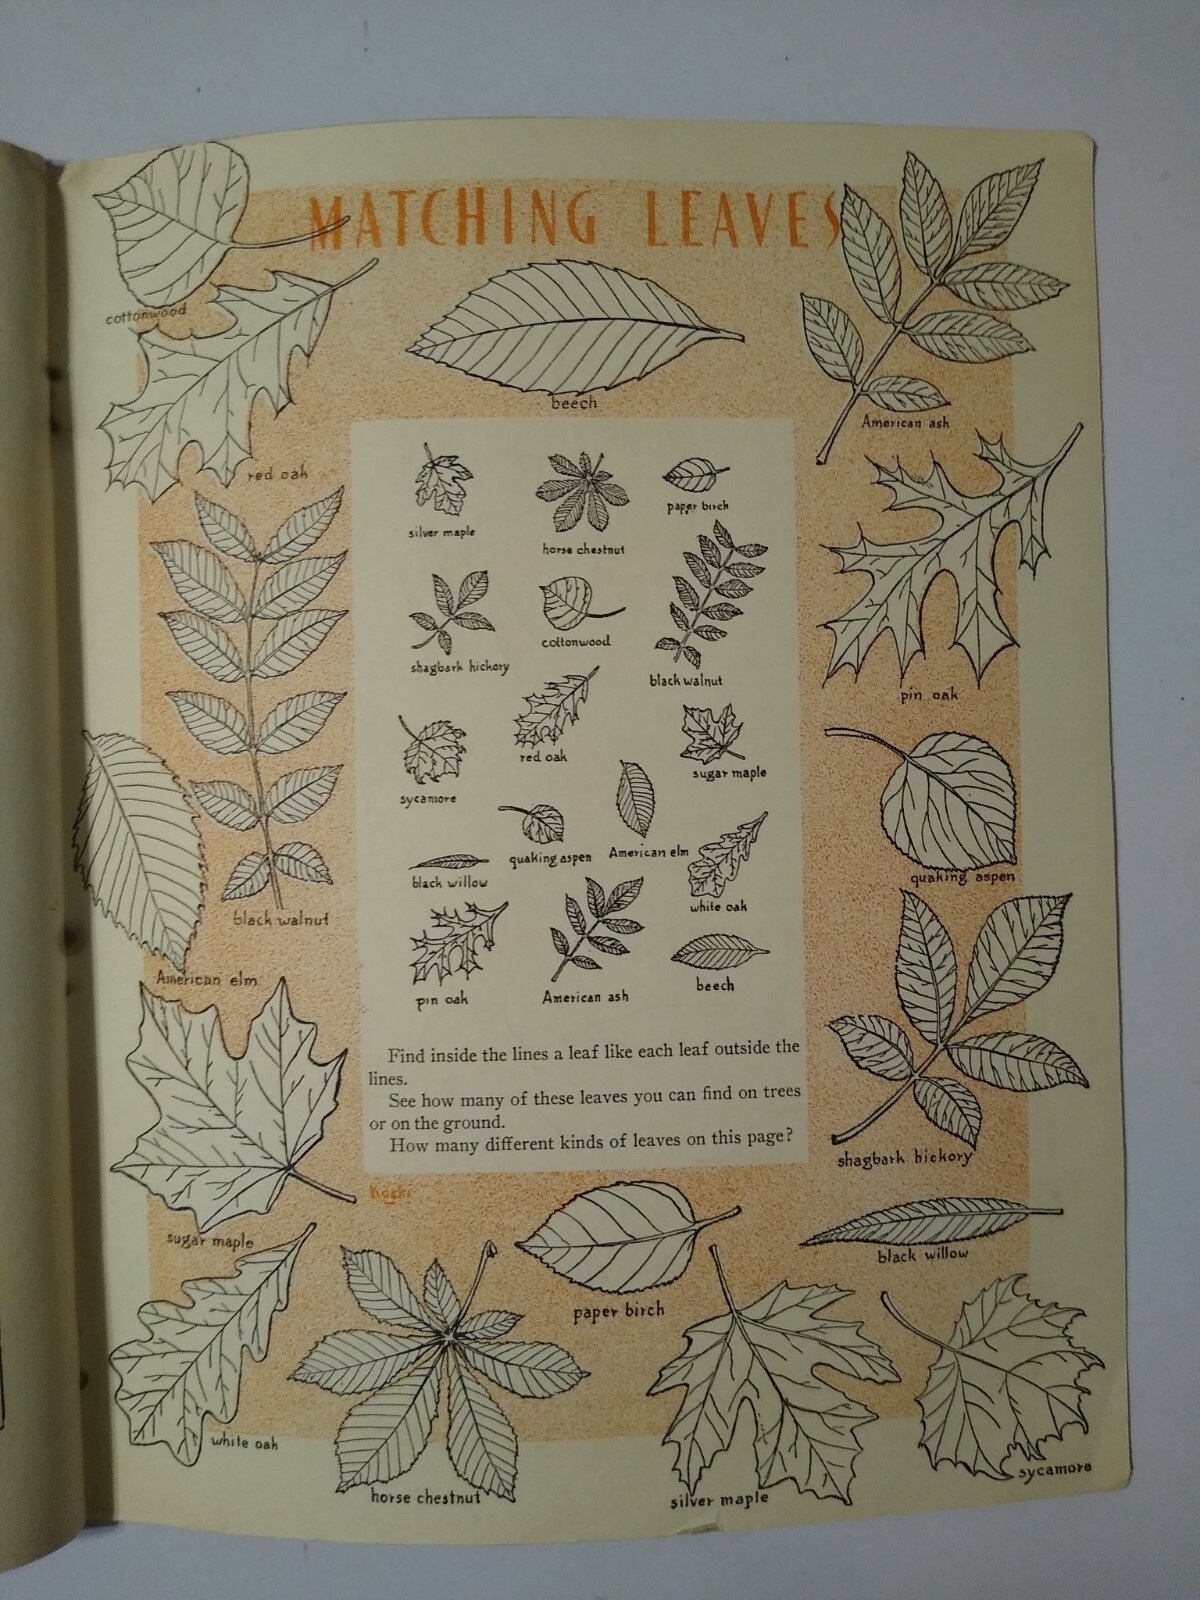 MATCHING LEAVES
cottonwood
red oak
beech
American ash
silver maple
horse chestnut
paper birch
shagbark hickory
cottonwood
black walnut
red oak
sycamore
sugar maple
quaking aspen
American elm
black willow
white oak
pin oak
American ash
beech
pin oak
quaking aspen
black walnut
American elm
Find inside the lines a leaf like each leaf outside the
lines.
See how many of these leaves you can find on trees
or on the ground.
How many different kinds of leaves on this page?
shagbark hickory
sugar maple
black willow
paper birch
white oak
horse chestnut
silver maple
sycamore